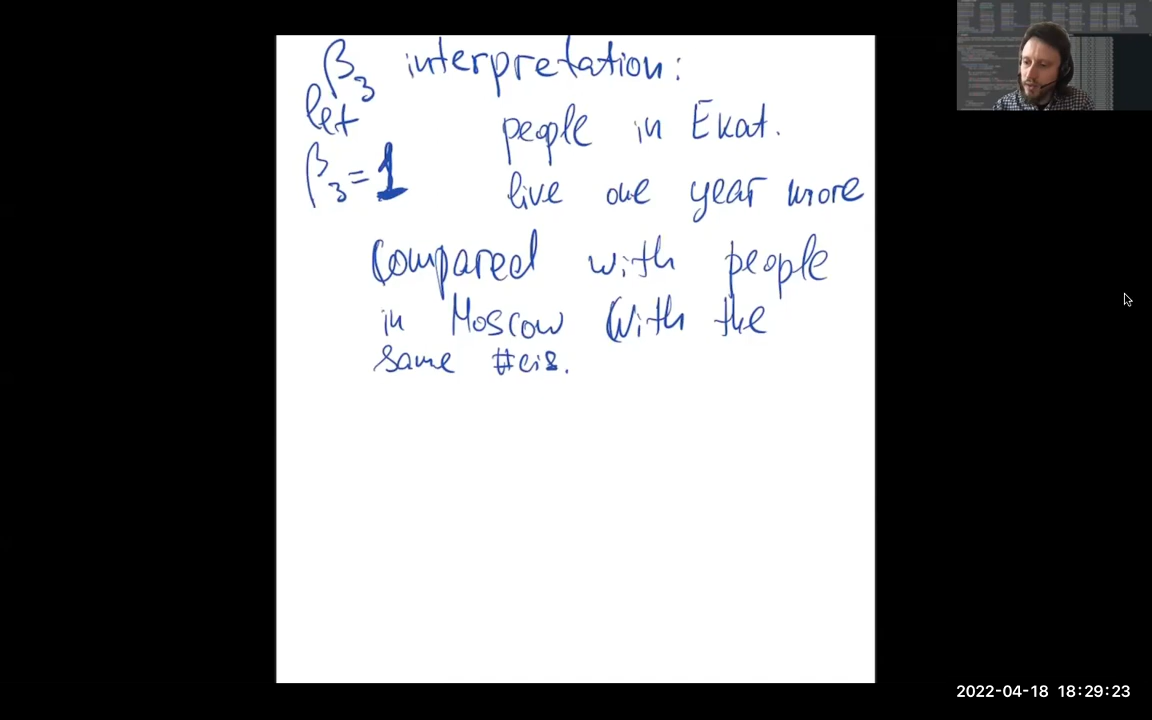 β3 interpretation:
let
people in Ekat.
β3 = 1
live one year more
Compared with people
in Moscow With the
same #cig.
2022-04-18 18:29:23